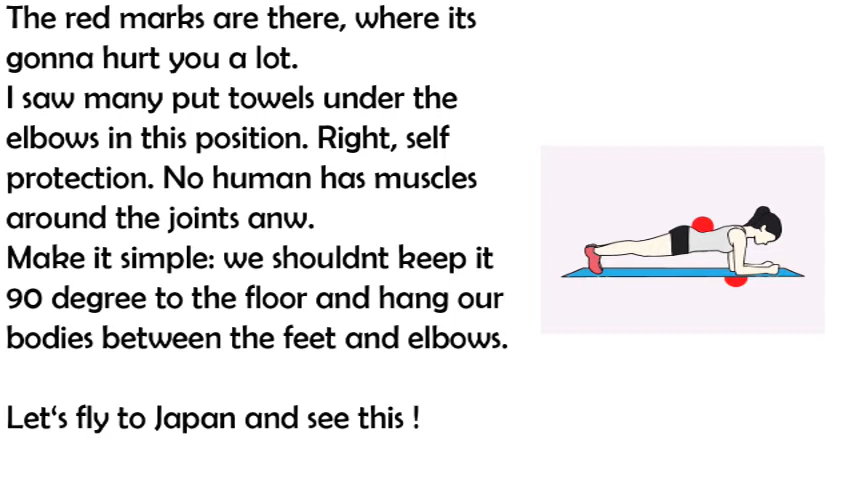 The red marks are there, where its
gonna hurt you a lot.
I saw many put towels under the
elbows in this position. Right, self
protection. No human has muscles
around the joints anw.
Make it simple: we shouldnt keep it
90 degree to the floor and hang our
bodies between the feet and elbows.
Let‘s fly to Japan and see this !